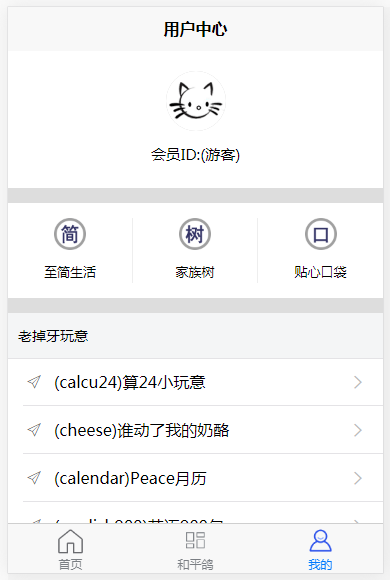 用户中心
会员ID:(游客)
简 树 口
至简生活 家族树 贴心口袋
老掉牙玩意
(calcu24)算24小玩意
(cheese)谁动了我的奶酪
(calendar)Peace月历
首页 和平鸽 我的